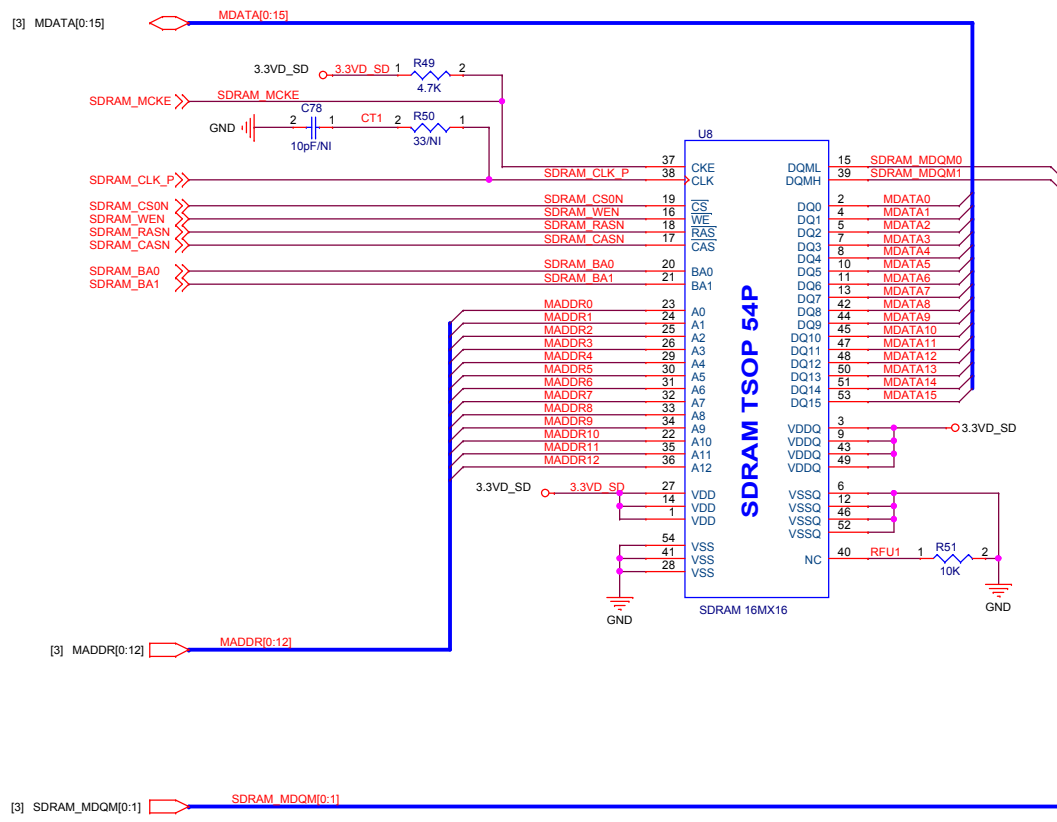 [3] MDATA[0:15] MDATA[0:15]
3.3VD_SD 3.3VD_SD 1 R49 2
4.7K
SDRAM_MCKE SDRAM_MCKE
GND 2 C78 1 CT1 2 R50 1
10pF/NI 33/NI
U8
37 CKE DQML 15 SDRAM_MDQM0
SDRAM_CLK_P SDRAM_CLK_P 38 CLK DQMH 39 SDRAM_MDQM1
SDRAM_CS0N SDRAM_CS0N 19 CS DQ0 2 MDATA0
SDRAM_WEN SDRAM_WEN 16 WE DQ1 4 MDATA1
SDRAM_RASN SDRAM_RASN 18 RAS DQ2 5 MDATA2
SDRAM_CASN SDRAM_CASN 17 CAS DQ3 7 MDATA3
DQ4 8 MDATA4
SDRAM_BA0 SDRAM_BA0 20 BA0 DQ5 10 MDATA5
SDRAM_BA1 SDRAM_BA1 21 BA1 DQ6 11 MDATA6
DQ7 13 MDATA7
MADDR0 23 A0 DQ8 42 MDATA8
MADDR1 24 A1 DQ9 44 MDATA9
MADDR2 25 A2 DQ10 45 MDATA10
MADDR3 26 A3 DQ11 47 MDATA11
MADDR4 29 A4 DQ12 48 MDATA12
MADDR5 30 A5 DQ13 50 MDATA13
MADDR6 31 A6 DQ14 51 MDATA14
MADDR7 32 A7 DQ15 53 MDATA15
MADDR8 33 A8
MADDR9 34 A9 VDDQ 3 3.3VD_SD
MADDR10 22 A10 VDDQ 9
MADDR11 35 A11 VDDQ 43
MADDR12 36 A12 VDDQ 49
SDRAM TSOP 54P
3.3VD_SD 3.3VD_SD 27 VDD VSSQ 6
14 VDD VSSQ 12
1 VDD VSSQ 46
VSSQ 52
54 VSS
41 VSS NC 40 RFU1 1 R51 2
28 VSS 10K
GND SDRAM 16MX16 GND
[3] MADDR[0:12] MADDR[0:12]
[3] SDRAM_MDQM[0:1] SDRAM_MDQM[0:1]